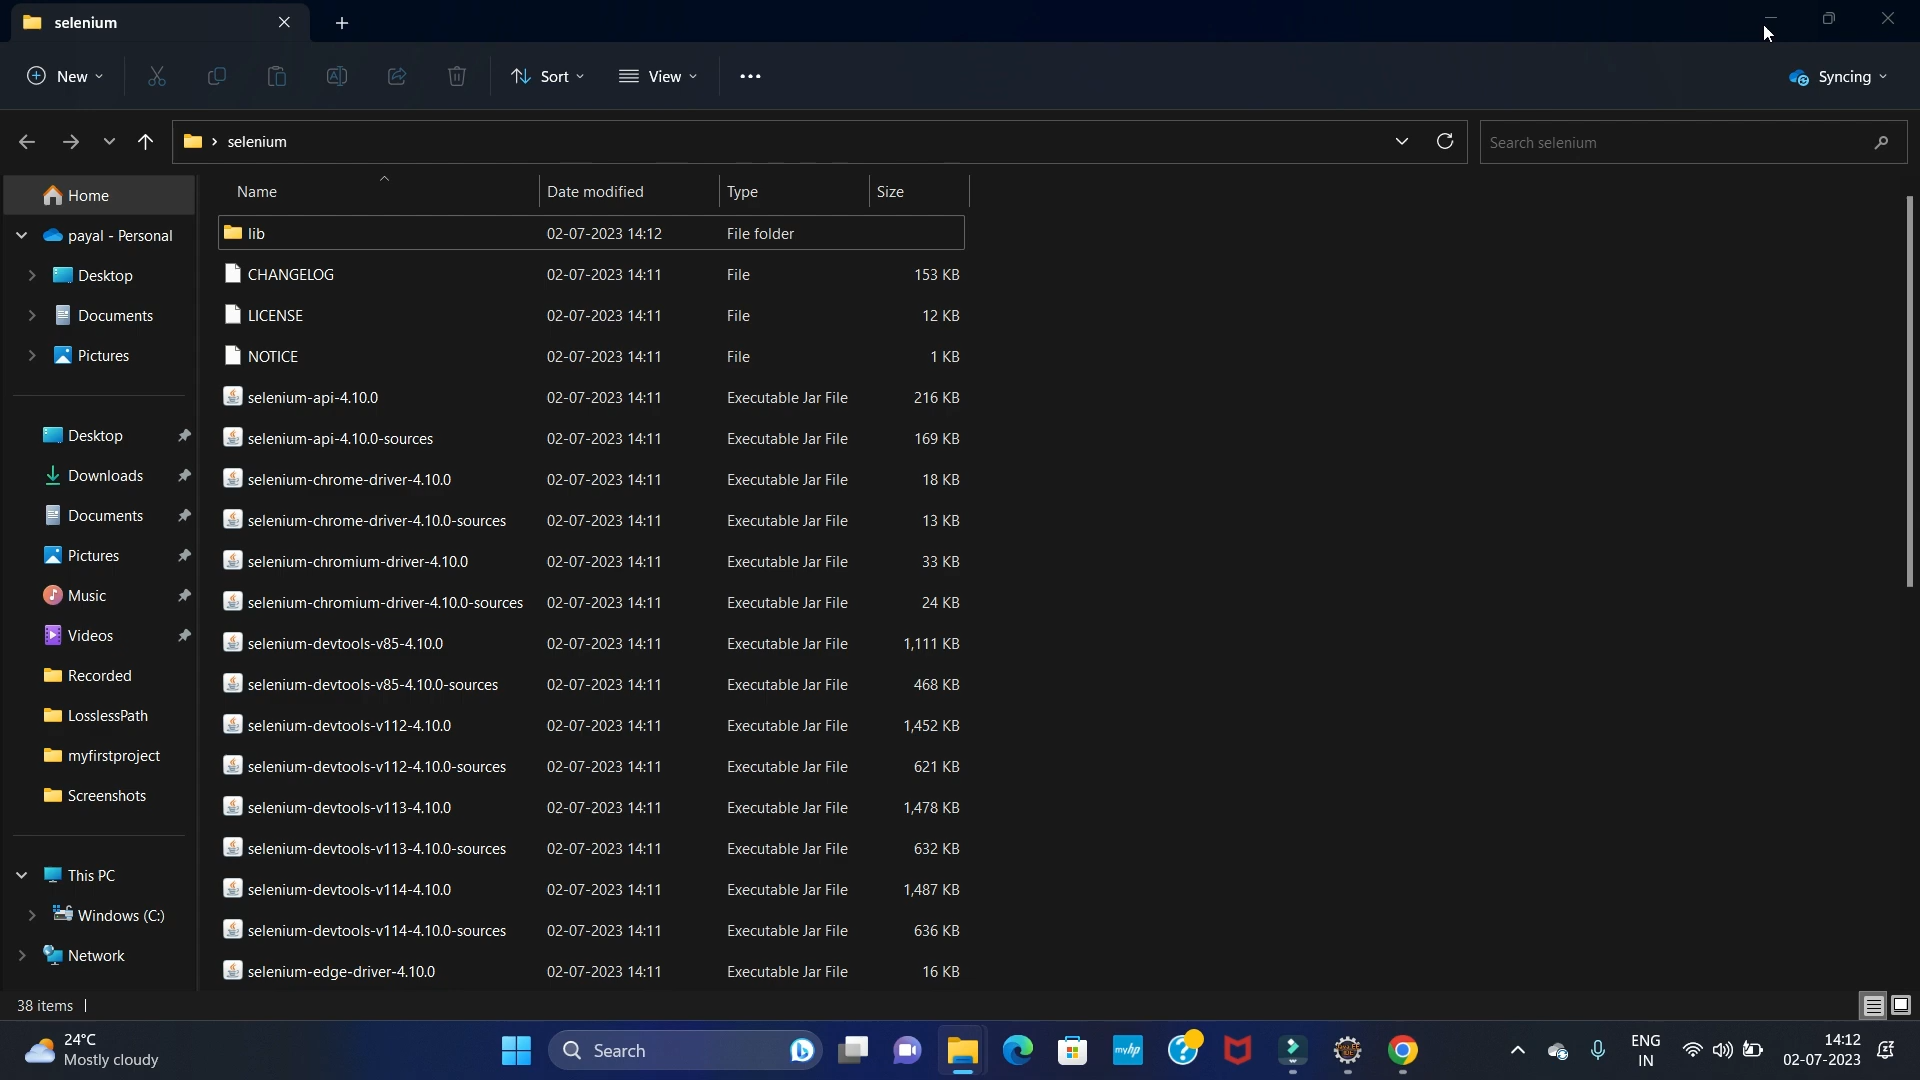 selenium
New
Sort
View
Syncing
selenium
Search selenium
Name Date modified Type Size
Home
payal - Personal
Desktop
Documents
Pictures
Desktop
Downloads
Documents
Pictures
Music
Videos
Recorded
LosslessPath
myfirstproject
Screenshots
This PC
Windows (C:)
Network
lib 02-07-2023 14:12 File folder
CHANGELOG 02-07-2023 14:11 File 153 KB
LICENSE 02-07-2023 14:11 File 12 KB
NOTICE 02-07-2023 14:11 File 1 KB
selenium-api-4.10.0 02-07-2023 14:11 Executable Jar File 216 KB
selenium-api-4.10.0-sources 02-07-2023 14:11 Executable Jar File 169 KB
selenium-chrome-driver-4.10.0 02-07-2023 14:11 Executable Jar File 18 KB
selenium-chrome-driver-4.10.0-sources 02-07-2023 14:11 Executable Jar File 13 KB
selenium-chromium-driver-4.10.0 02-07-2023 14:11 Executable Jar File 33 KB
selenium-chromium-driver-4.10.0-sources 02-07-2023 14:11 Executable Jar File 24 KB
selenium-devtools-v85-4.10.0 02-07-2023 14:11 Executable Jar File 1,111 KB
selenium-devtools-v85-4.10.0-sources 02-07-2023 14:11 Executable Jar File 468 KB
selenium-devtools-v112-4.10.0 02-07-2023 14:11 Executable Jar File 1,452 KB
selenium-devtools-v112-4.10.0-sources 02-07-2023 14:11 Executable Jar File 621 KB
selenium-devtools-v113-4.10.0 02-07-2023 14:11 Executable Jar File 1,478 KB
selenium-devtools-v113-4.10.0-sources 02-07-2023 14:11 Executable Jar File 632 KB
selenium-devtools-v114-4.10.0 02-07-2023 14:11 Executable Jar File 1,487 KB
selenium-devtools-v114-4.10.0-sources 02-07-2023 14:11 Executable Jar File 636 KB
selenium-edge-driver-4.10.0 02-07-2023 14:11 Executable Jar File 16 KB
38 items
24°C
Mostly cloudy
Search
myhp
ENG
IN
14:12
02-07-2023